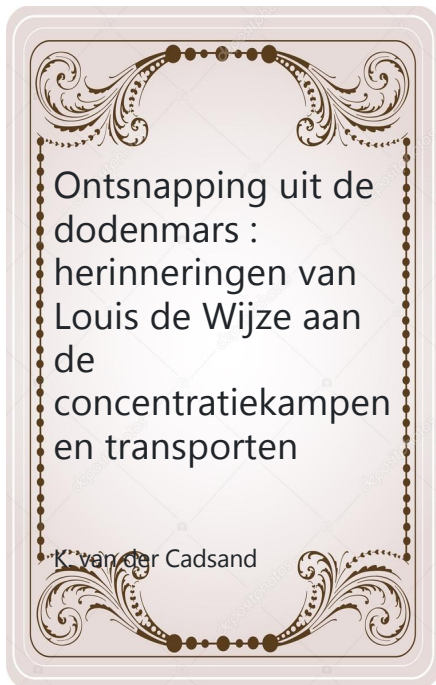 Ontsnapping uit de
dodenmars :
herinneringen van
Louis de Wijze aan
de
concentratiekampen
en transporten
K. van der Cadsand